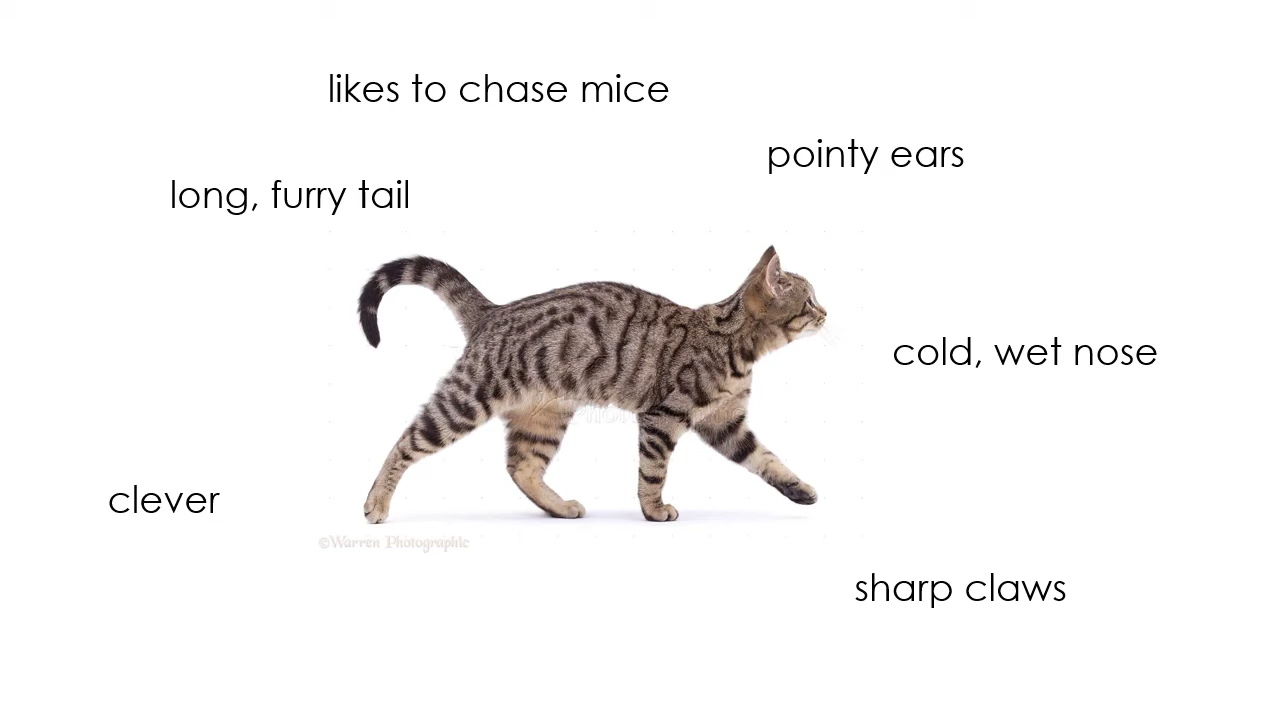 likes to chase mice
pointy ears
long, furry tail
cold, wet nose
clever
©Warren Photographic
sharp claws